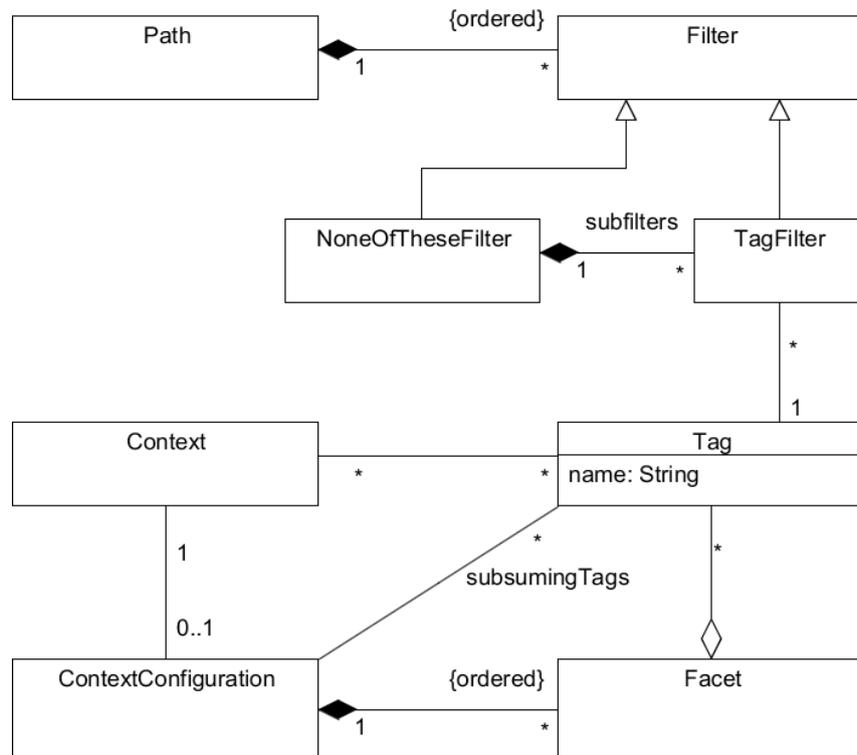 {ordered}
Path
Filter
1
*
subfilters
NoneOfTheseFilter
TagFilter
1
*
*
1
Context
Tag
*
*
name: String
1
*
*
subsumingTags
0..1
ContextConfiguration
{ordered}
Facet
1
*